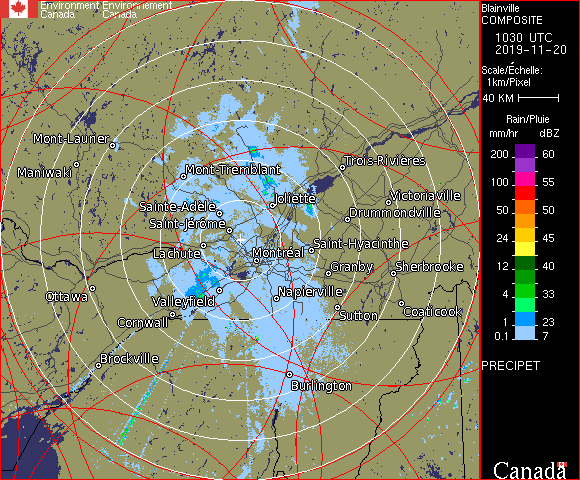 Environment Environnement
Canada Canada
Blainville
COMPOSITE
1030 UTC
2019-11-20
Scale/Échelle:
1km/Pixel
40 KM
Rain/Pluie
mm/hr dBZ
200 60
100 55
50 50
24 45
12 40
4 33
1 23
0.1 7
PRECIPET
Canada
Mont-Laurier
Maniwaki
Mont-Tremblant
Trois-Rivières
Joliette
Victoriaville
Sainte-Adèle
Drummondville
Saint-Jérôme
Lachute
Montréal
Saint-Hyacinthe
Granby
Sherbrooke
Ottawa
Valleyfield
Napierville
Cornwall
Sutton
Coaticook
Brockville
Burlington